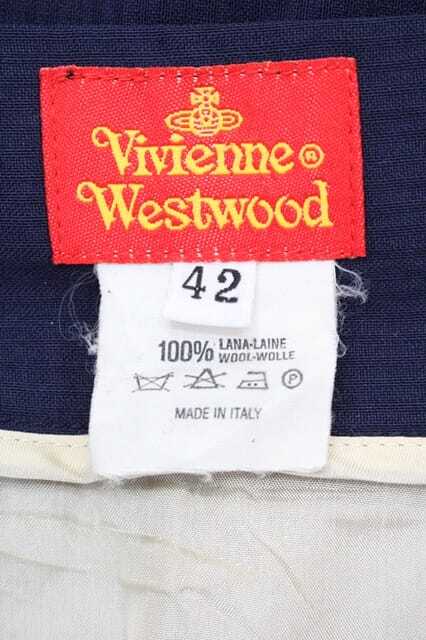 Vivienne®
Westwood
42
100% LANA-LAINE
WOOL-WOLLE
P
MADE IN ITALY